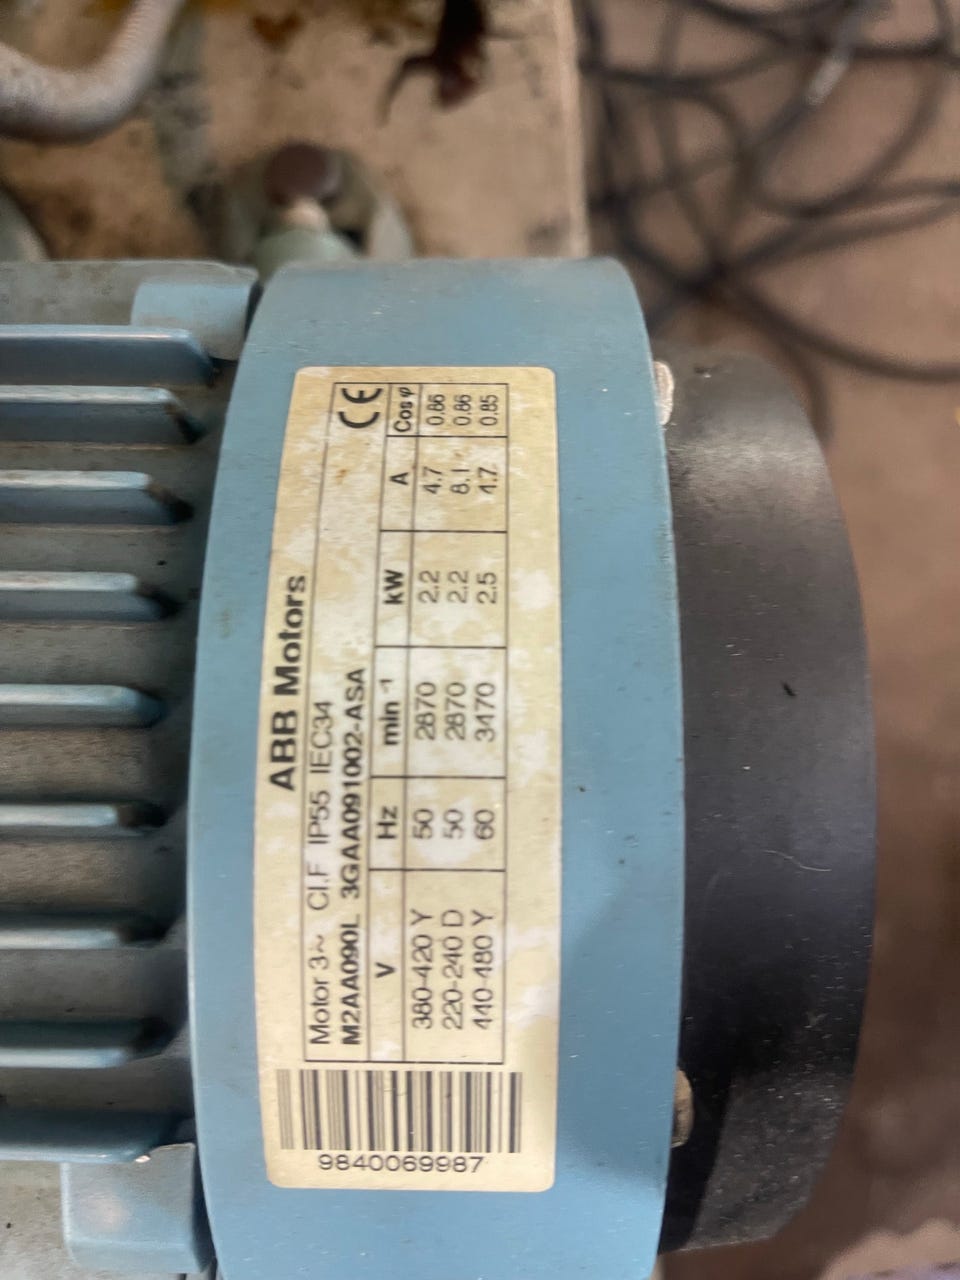 ABB Motors
Motor 3~ Cl.F IP55 IEC34 CE
M2AA090L 3GAA091002-ASA
V Hz min⁻¹ kW A Cos φ
380-420 Y 50 2870 2.2 4.7 0.86
220-240 D 50 2870 2.2 8.1 0.86
440-480 Y 60 3470 2.5 4.7 0.85
9840069987